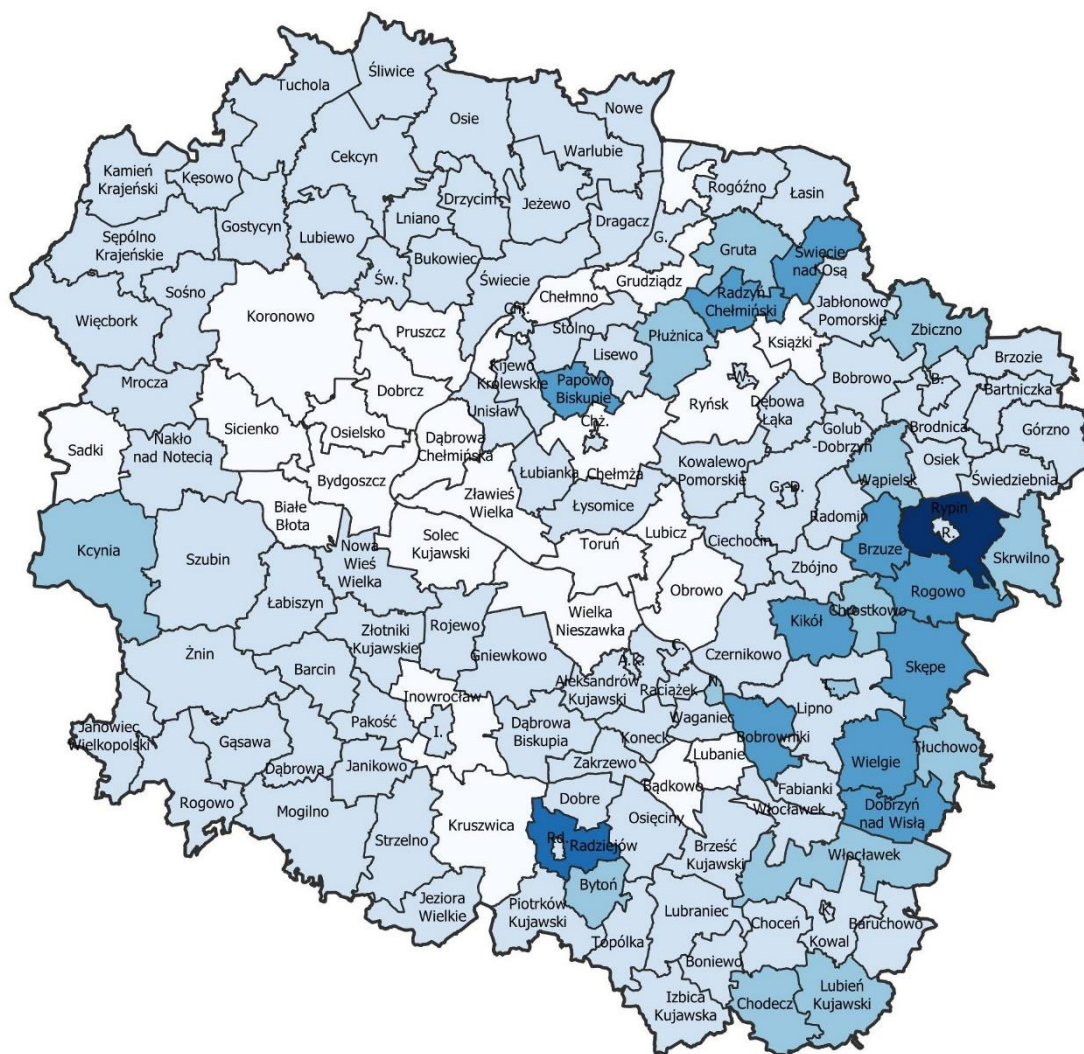 Śliwice
Tuchola
Nowe
Osie
Warlubie
Cekcyn
Kamień
Krajeński
Kęsowo
Rogóźno
Łasin
Drzycim
Jeżewo
Lniano
Dragacz
Gostycyn
Lubiewo
G.
Sępólno
Krajeńskie
Gruta
Świecie
nad Osą
Bukowiec
Św.
Świecie
Grudziądz
Chełmno
Radzyń
Chełmiński
Sośno
Więcbork
Koronowo
Jabłonowo
Pomorskie
Zbiczno
Pruszcz
Stolno
Płużnica
Książki
Lisewo
Brzozie
Kijewo
Królewskie
Mrocza
Dobrcz
Papowo
Biskupie
W.
Bobrowo
B.
Bartniczka
Unisław
Ryńsk
Dębowa
Łąka
Sicienko
Osielsko
Chż.
Brodnica
Górzno
Sadki
Nakło
nad Notecią
Dąbrowa
Chełmińska
Golub
-Dobrzyń
Osiek
Łubianka
Chełmża
Kowalewo
Pomorskie
Wąpielsk
Świedziebnia
Bydgoszcz
Zławieś
Wielka
G.-D.
Białe
Błota
Łysomice
Radomin
Rypin
R.
Solec
Kujawski
Toruń
Lubicz
Ciechocin
Kcynia
Szubin
Nowa
Wieś
Wielka
Brzuze
Skrwilno
Zbójno
Obrowo
Rogowo
Łabiszyn
Wielka
Nieszawka
Chrostkowo
Kikół
Złotniki
Kujawskie
Rojewo
Żnin
C.
Czernikowo
Gniewkowo
A.K.
Skępe
Barcin
Aleksandrów
Kujawski
Raciążek
N.
Inowrocław
Lipno
Janowiec
Wielkopolski
Pakość
I.
Dąbrowa
Biskupia
Koneck
Waganiec
Bobrowniki
Gąsawa
Lubanie
Tłuchowo
Wielgie
Dąbrowa
Janikowo
Zakrzewo
Bądkowo
Fabianki
Rogowo
Mogilno
Dobre
Włocławek
Dobrzyń
nad Wisłą
Kruszwica
Osięciny
Strzelno
Rd.
Radziejów
Brześć
Kujawski
Włocławek
Bytoń
Jeziora
Wielkie
Piotrków
Kujawski
Lubraniec
K.
Choceń
Baruchowo
Topólka
Kowal
Boniewo
Izbica
Kujawska
Chodecz
Lubień
Kujawski